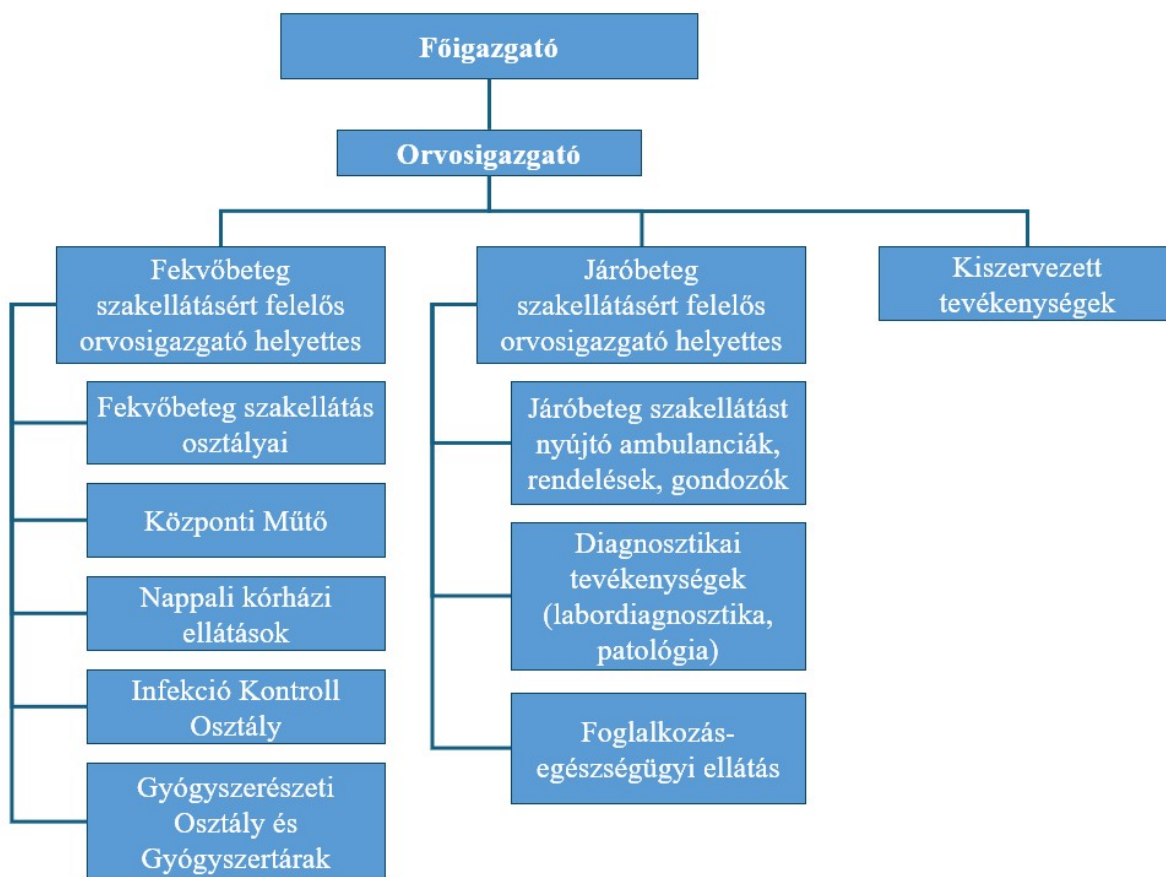 Főigazgató
Orvosigazgató
Fekvőbeteg
szakellátásért felelős
orvosigazgató helyettes
Fekvőbeteg szakellátás
osztályai
Központi Műtő
Nappali kórházi
ellátások
Infekció Kontroll
Osztály
Gyógyszerészeti
Osztály és
Gyógyszertárak
Járóbeteg
szakellátásért felelős
orvosigazgató helyettes
Járóbeteg szakellátást
nyújtó ambulanciák,
rendelések, gondozók
Diagnosztikai
tevékenységek
(labordiagnosztika,
patológia)
Foglalkozás-
egészségügyi ellátás
Kiszervezett
tevékenységek